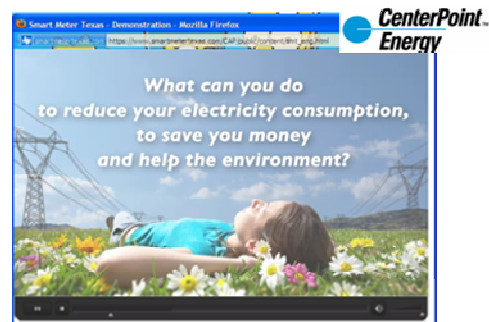 Smart Meter Texas - Demonstration - Mozilla Firefox
CenterPoint
Energy
What can you do
to reduce your electricity consumption,
to save you money
and help the environment?